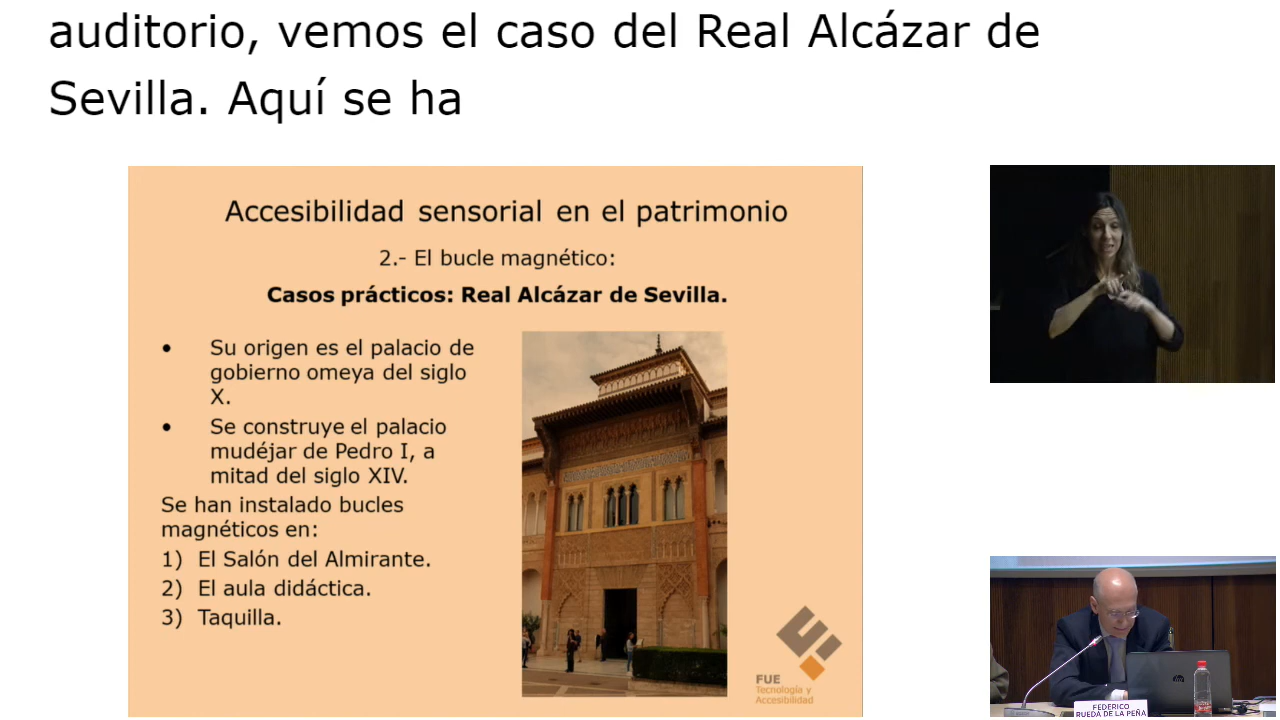 auditorio, vemos el caso del Real Alcázar de
Sevilla. Aquí se ha
Accesibilidad sensorial en el patrimonio
2.- El bucle magnético:
Casos prácticos: Real Alcázar de Sevilla.
• Su origen es el palacio de
gobierno omeya del siglo
X.
• Se construye el palacio
mudéjar de Pedro I, a
mitad del siglo XIV.
Se han instalado bucles
magnéticos en:
1) El Salón del Almirante.
2) El aula didáctica.
3) Taquilla.
FUE
Tecnología y
Accesibilidad
FEDERICO
RUEDA DE LA PEÑA